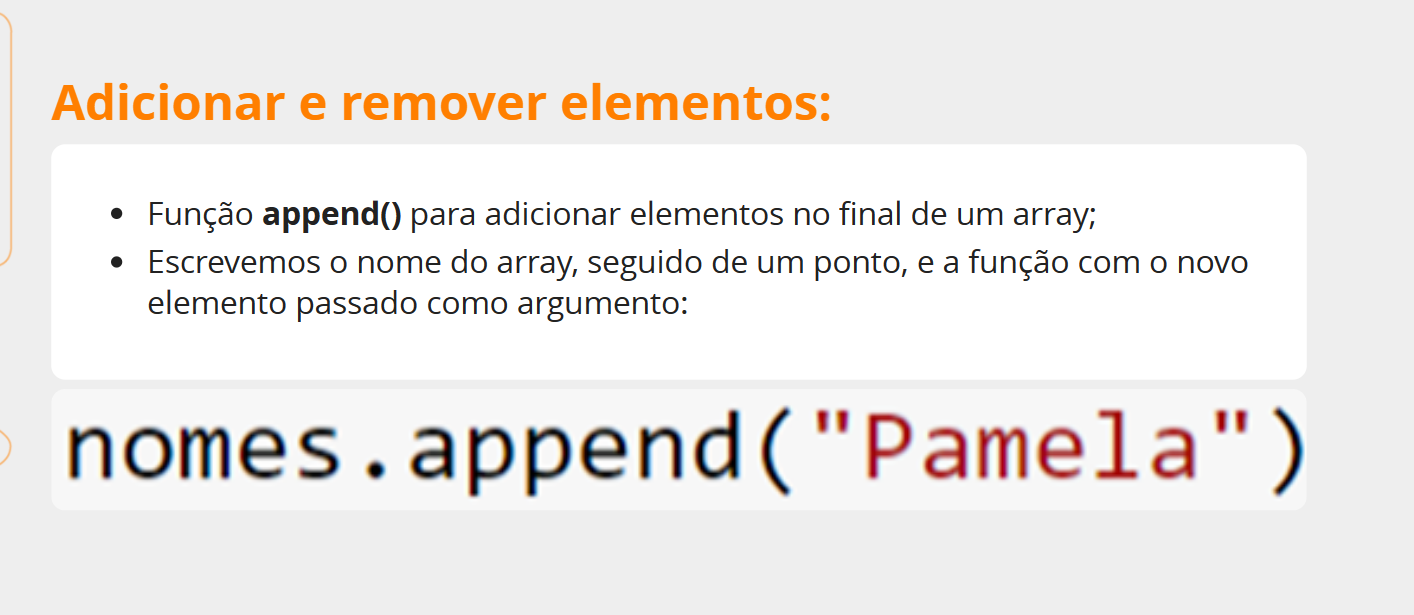 Adicionar e remover elementos:
• Função append() para adicionar elementos no final de um array;
• Escrevemos o nome do array, seguido de um ponto, e a função com o novo
elemento passado como argumento:
nomes.append("Pamela")